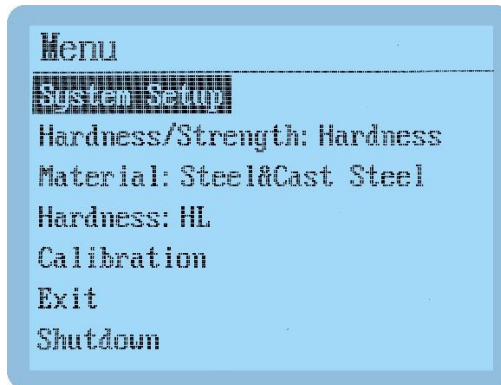 Menu
System Setup
Hardness/Strength: Hardness
Material: Steel&Cast Steel
Hardness: HL
Calibration
Exit
Shutdown